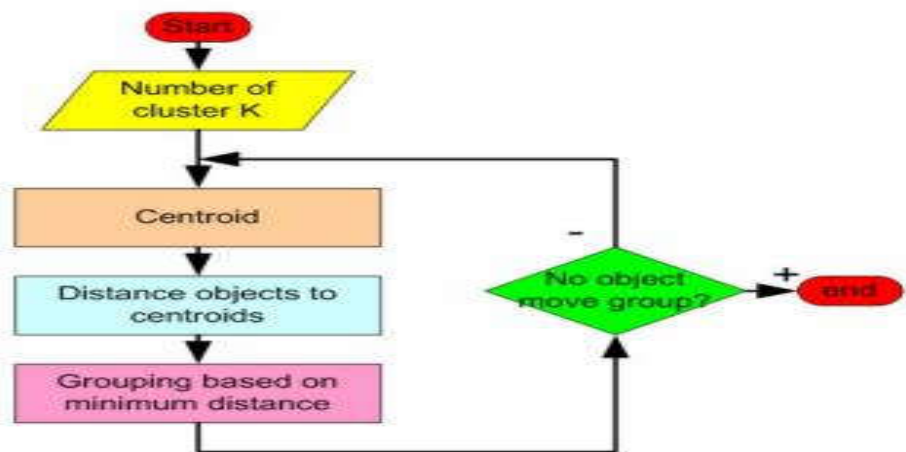 Start
Number of
cluster K
Centroid
-
No object
move group?
+
end
Distance objects to
centroids
Grouping based on
minimum distance